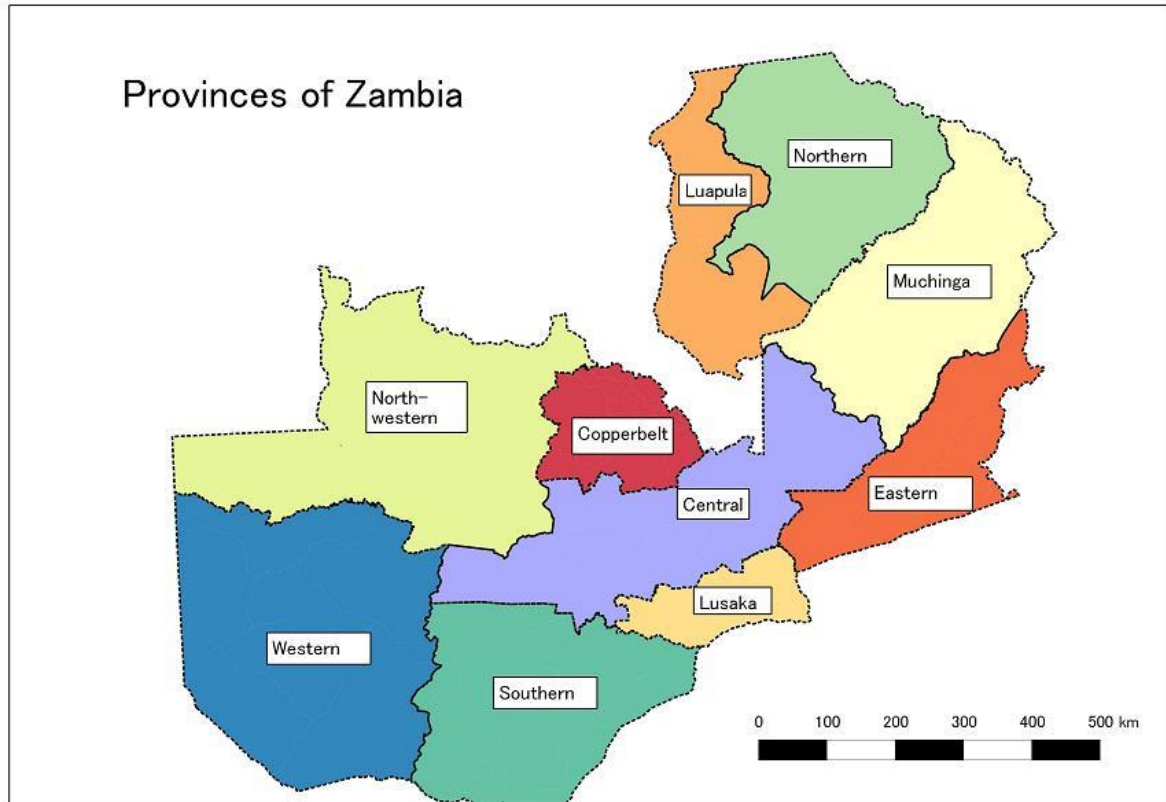 Provinces of Zambia
Northern
Luapula
Muchinga
North-
western
Copperbelt
Eastern
Central
Lusaka
Western
Southern
0 100 200 300 400 500 km